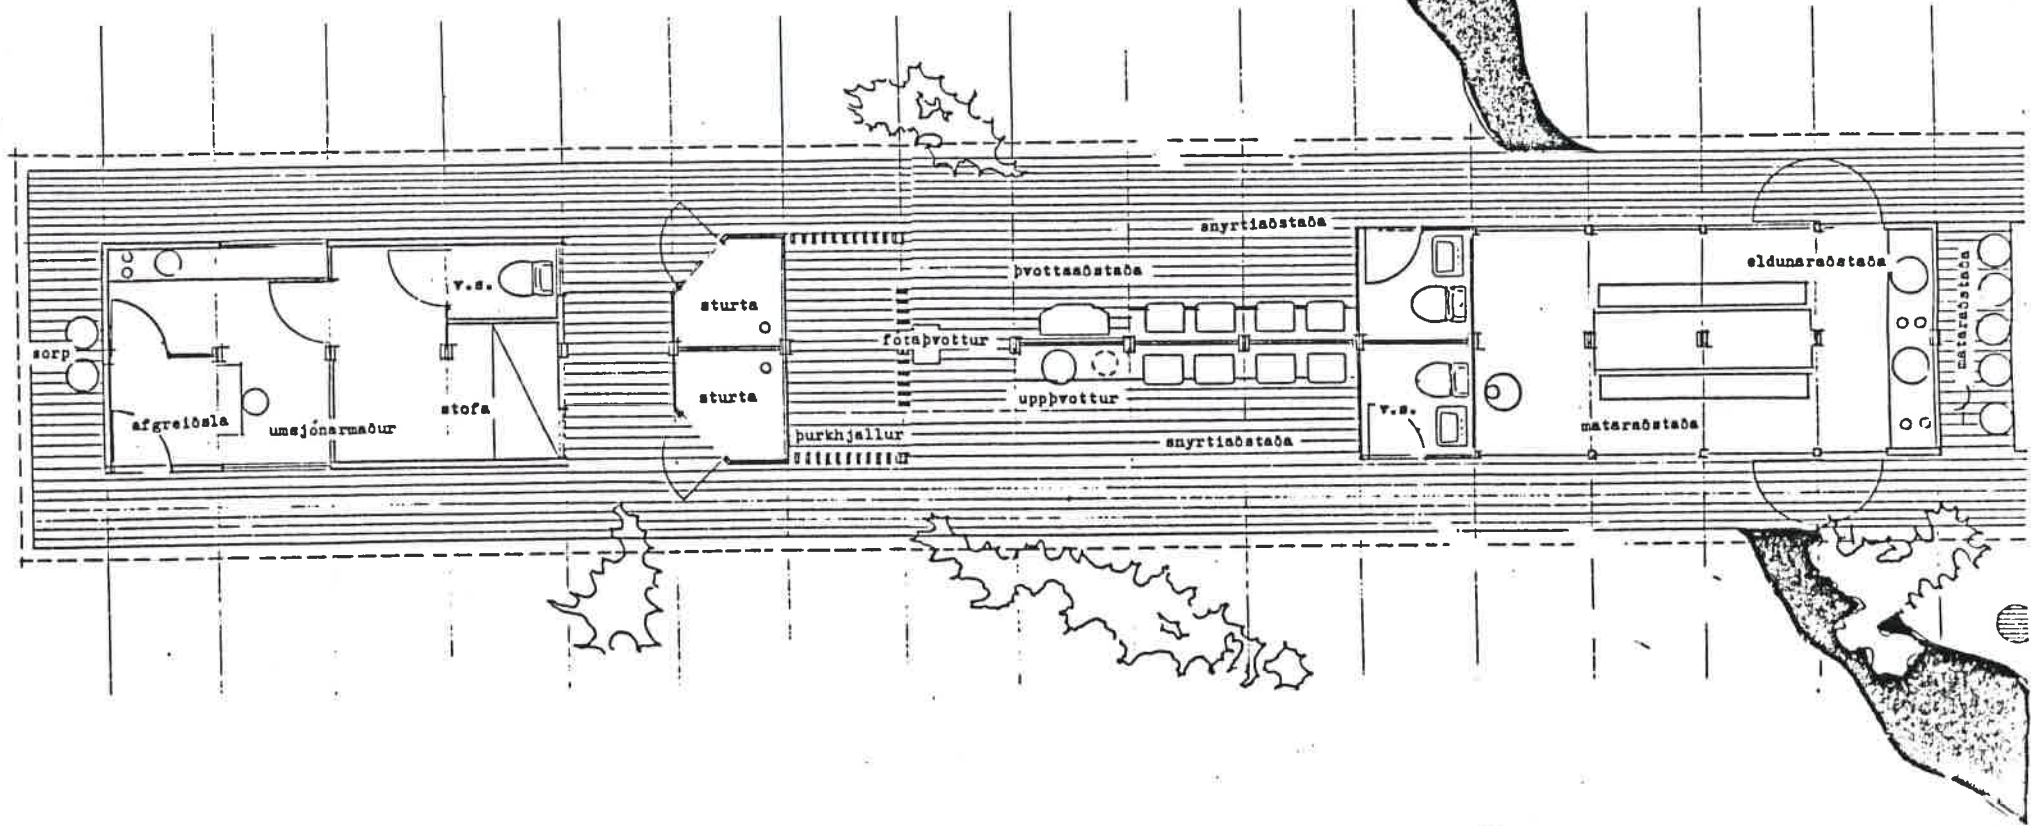 snyrtiaðstaða
þvottaaðstaða
eldunaraðstaða
mataraðstaða
v.s.
sturta
fótaþvottur
sorp
sturta
uppþvottur
stofa
v.s.
afgreiðsla
umsjónarmaður
þurkhjallur
snyrtiaðstaða
mataraðstaða